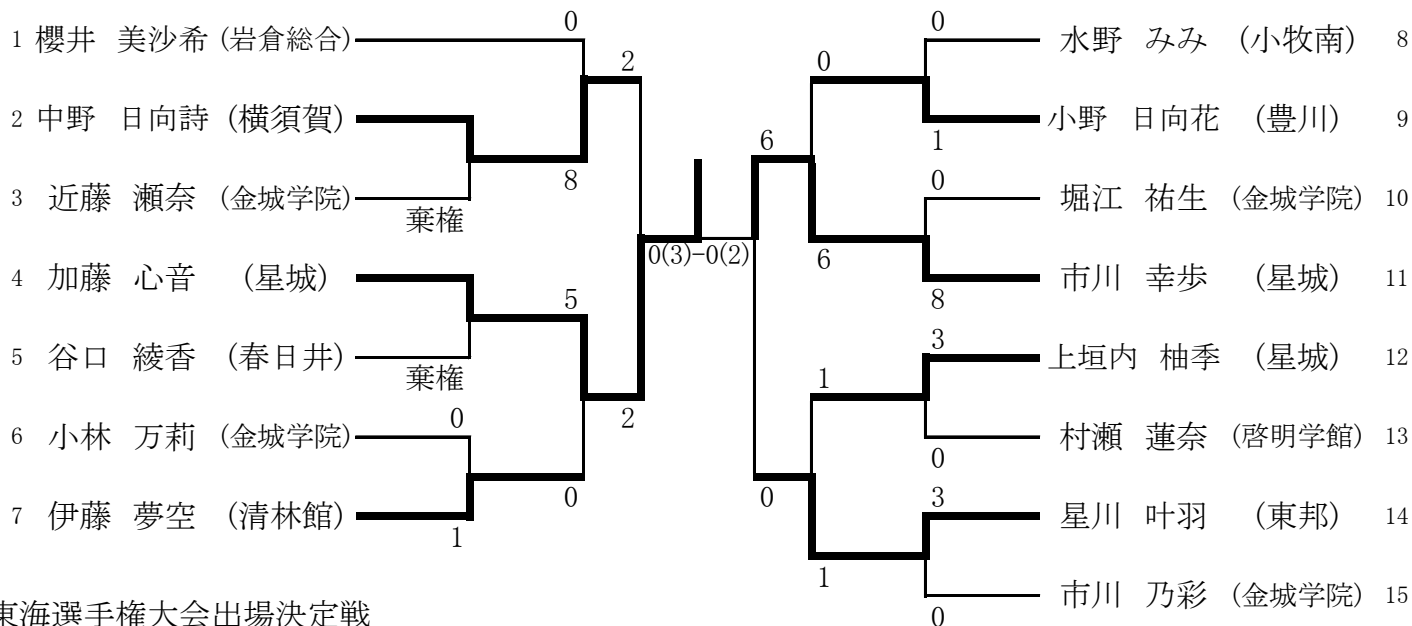 1 櫻井 美沙希 (岩倉総合)
2 中野 日向詩 (横須賀)
3 近藤 瀬奈 (金城学院)
4 加藤 心音 (星城)
5 谷口 綾香 (春日井)
6 小林 万莉 (金城学院)
7 伊藤 夢空 (清林館)
0
2
8
棄権
5
棄権
0
2
0
1
0(3)-0(2)
0
0
1
6
0
6
8
3
1
0
0
3
1
0
水野 みみ (小牧南) 8
小野 日向花 (豊川) 9
堀江 祐生 (金城学院) 10
市川 幸歩 (星城) 11
上垣内 柚季 (星城) 12
村瀬 蓮奈 (啓明学館) 13
星川 叶羽 (東邦) 14
市川 乃彩 (金城学院) 15
東海選手権大会出場決定戦